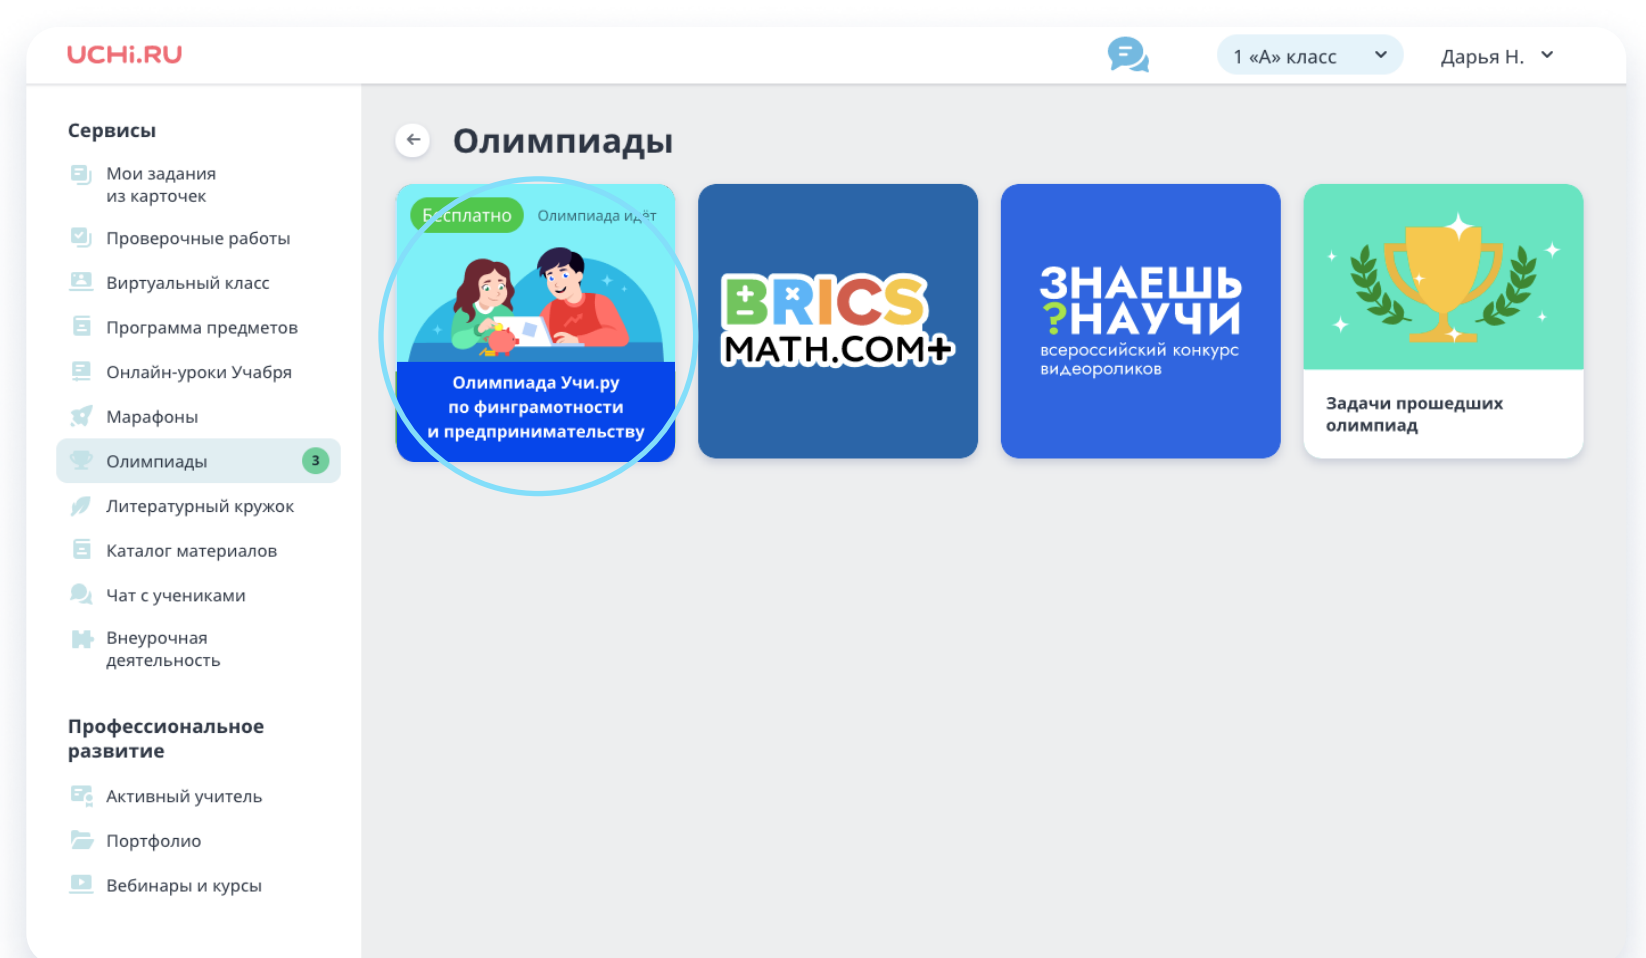 UCHi.RU
1 «А» класс
Дарья Н.
Сервисы
Мои задания
из карточек
Проверочные работы
Виртуальный класс
Программа предметов
Онлайн-уроки Учабря
Марафоны
Олимпиады
3
Литературный кружок
Каталог материалов
Чат с учениками
Внеурочная
деятельность
Профессиональное
развитие
Активный учитель
Портфолио
Вебинары и курсы
Олимпиады
Бесплатно
Олимпиада идёт
Олимпиада Учи.ру
по финграмотности
и предпринимательству
BRICS
MATH.COM+
ЗНАЕШЬ
?НАУЧИ
всероссийский конкурс
видеороликов
Задачи прошедших
олимпиад